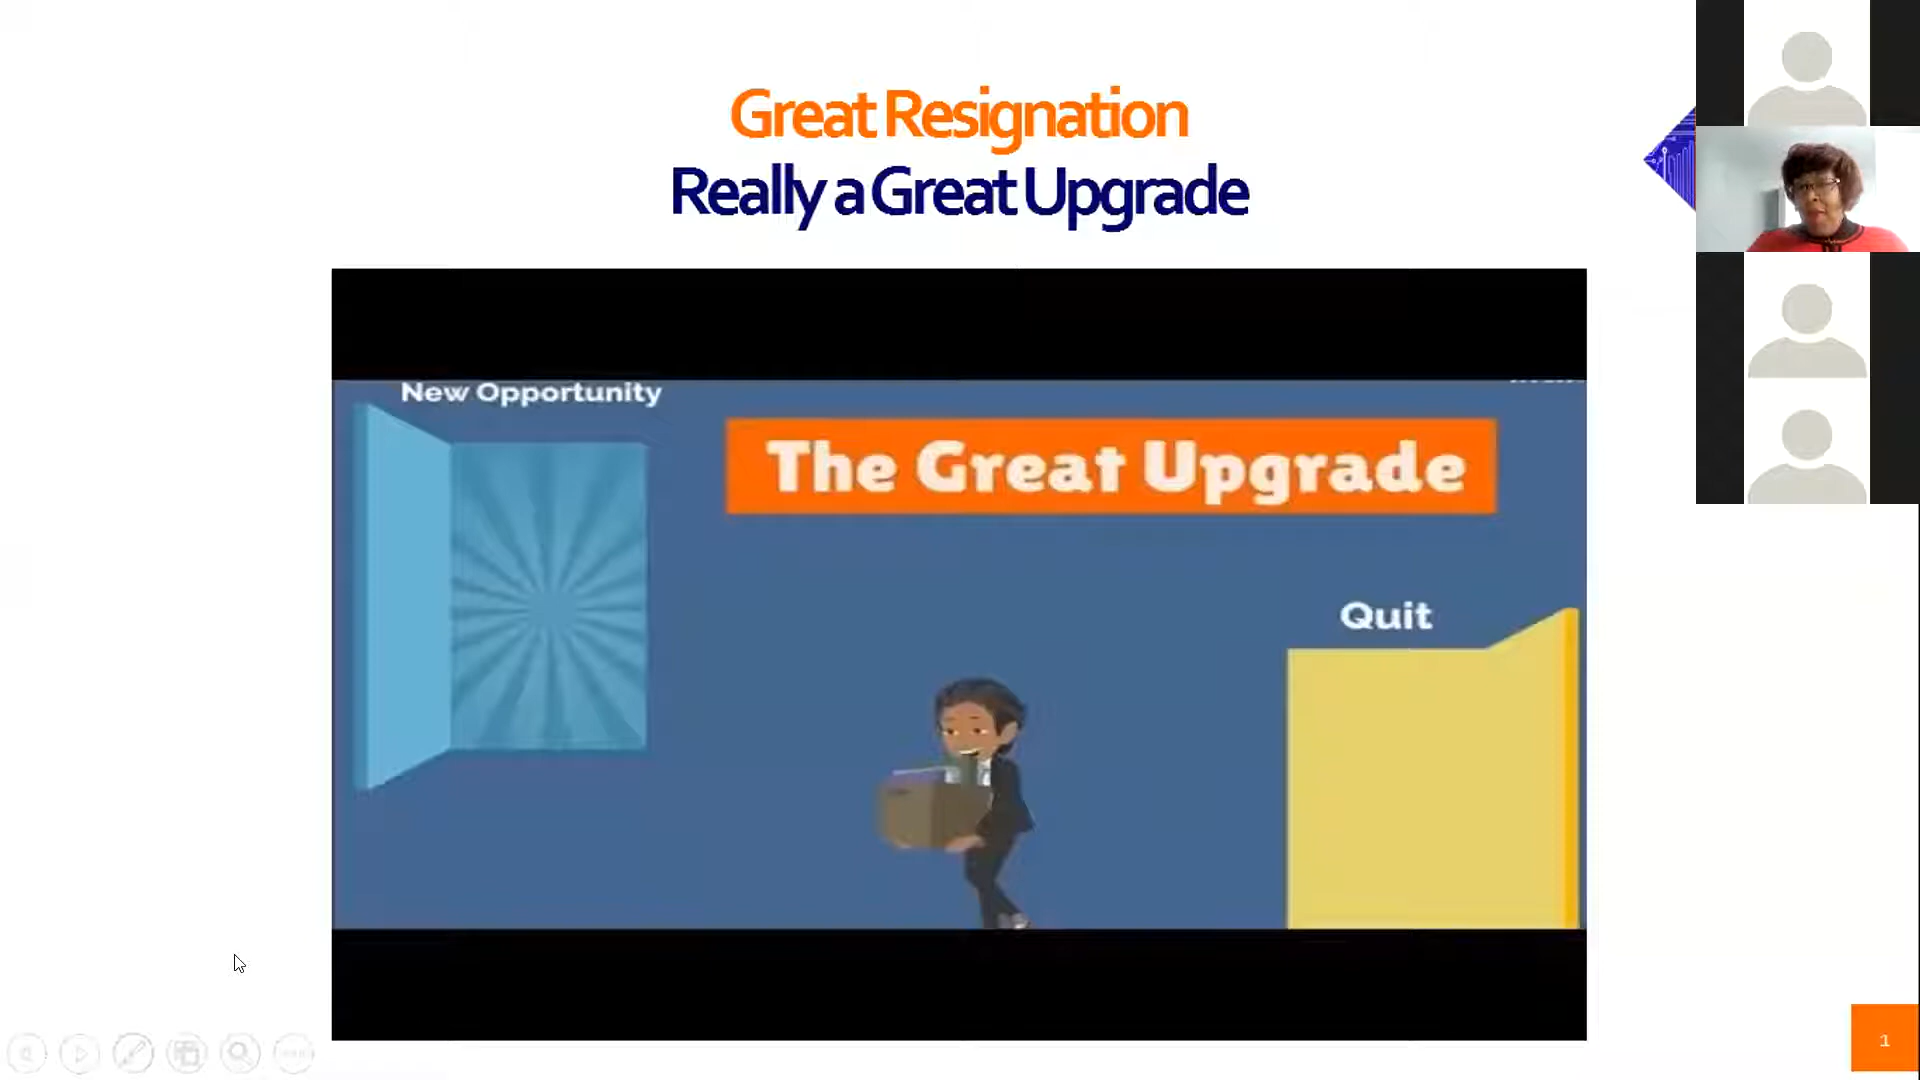 Great Resignation
Really a Great Upgrade
New Opportunity
The Great Upgrade
Quit
1